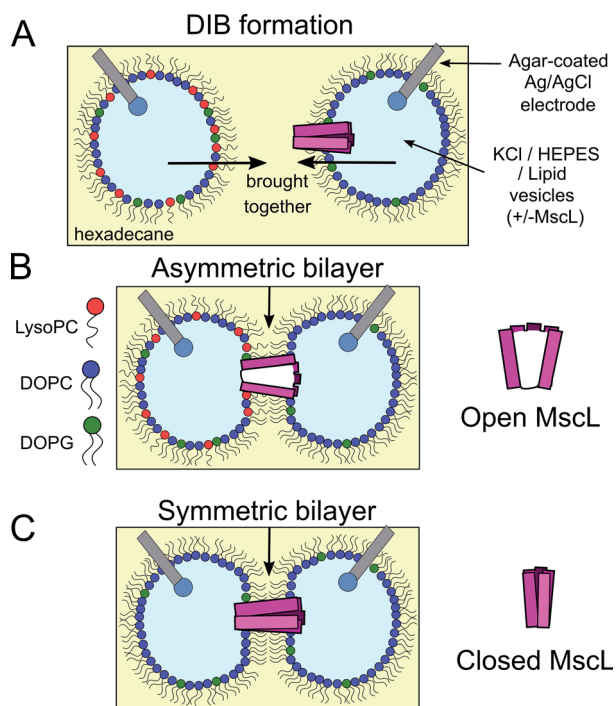 A
DIB formation
Agar-coated
Ag/AgCl
electrode
KCl / HEPES
/ Lipid
vesicles
(+/-MscL)
brought
together
hexadecane
B
Asymmetric bilayer
LysoPC
DOPC
DOPG
Open MscL
C
Symmetric bilayer
Closed MscL